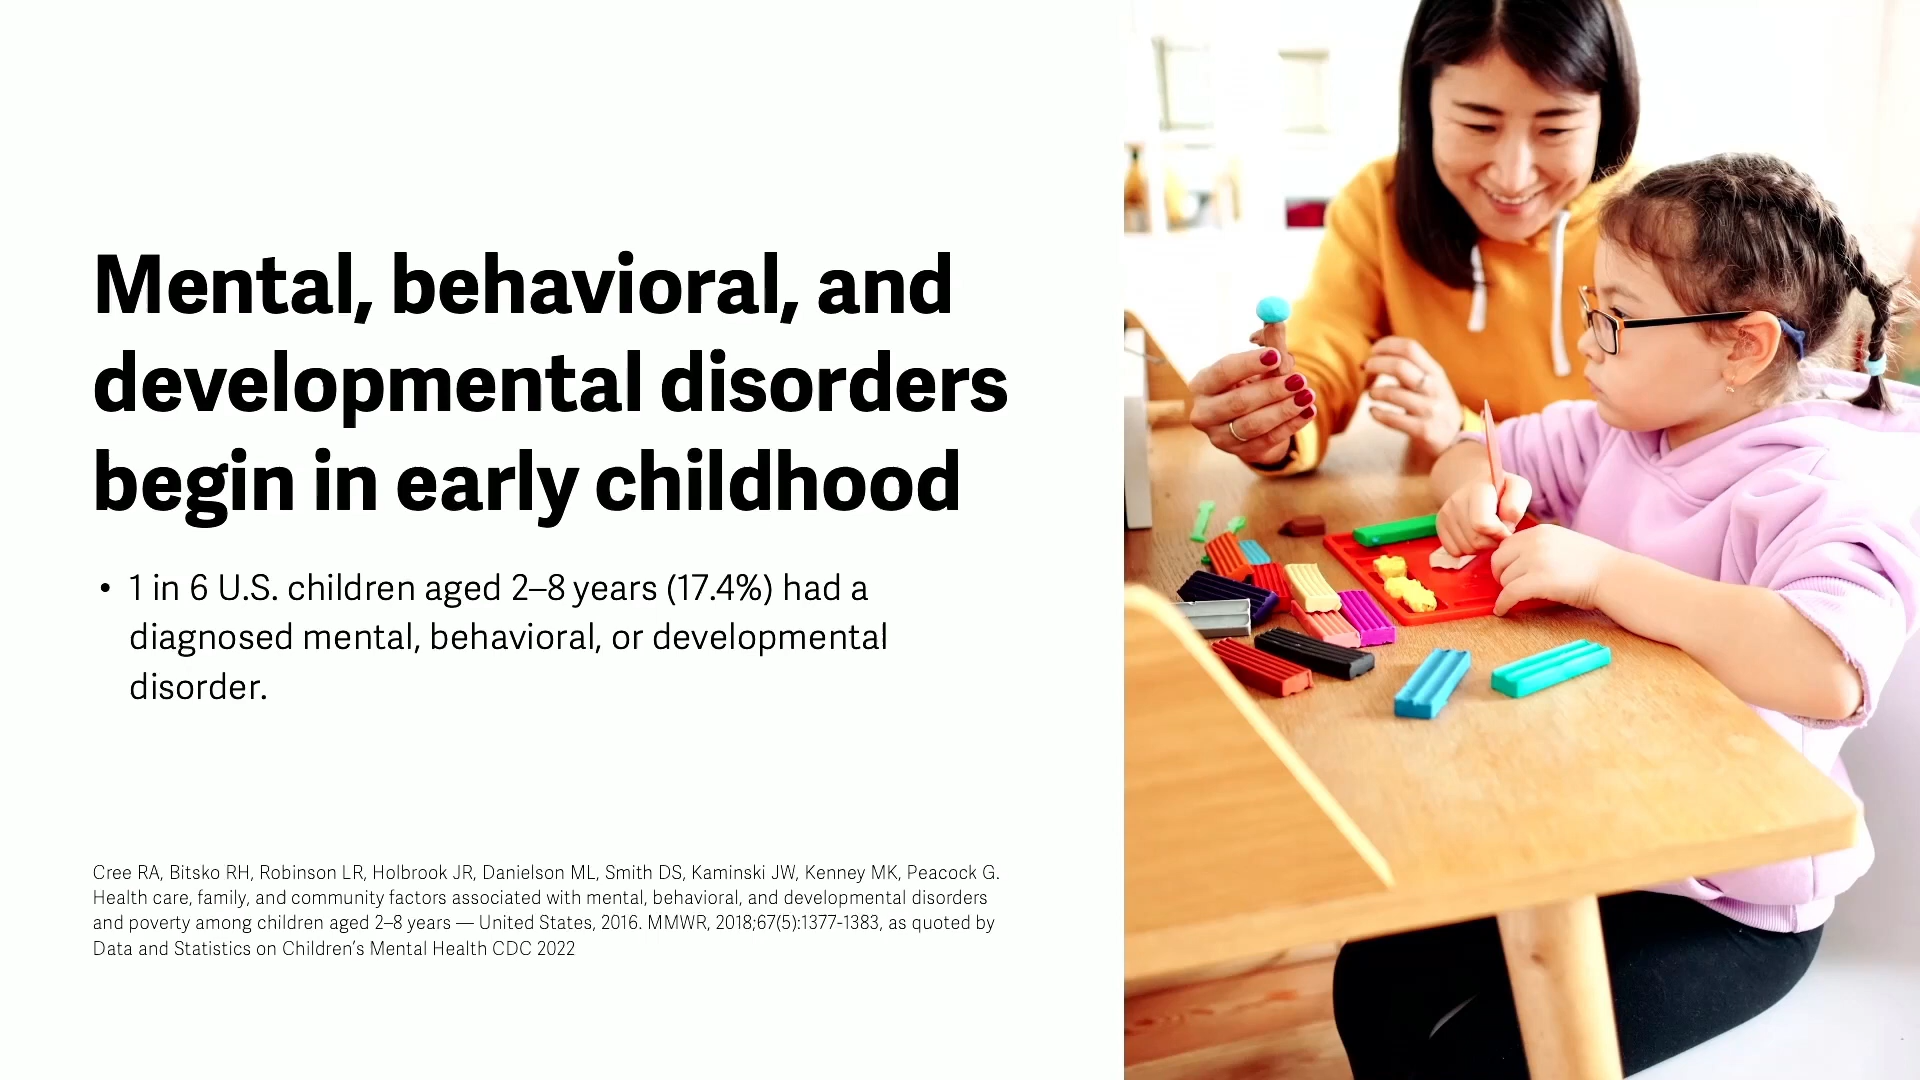 Mental, behavioral, and
developmental disorders
begin in early childhood
• 1 in 6 U.S. children aged 2–8 years (17.4%) had a
diagnosed mental, behavioral, or developmental
disorder.
Cree RA, Bitsko RH, Robinson LR, Holbrook JR, Danielson ML, Smith DS, Kaminski JW, Kenney MK, Peacock G.
Health care, family, and community factors associated with mental, behavioral, and developmental disorders
and poverty among children aged 2–8 years — United States, 2016. MMWR, 2018;67(5):1377-1383, as quoted by
Data and Statistics on Children’s Mental Health CDC 2022